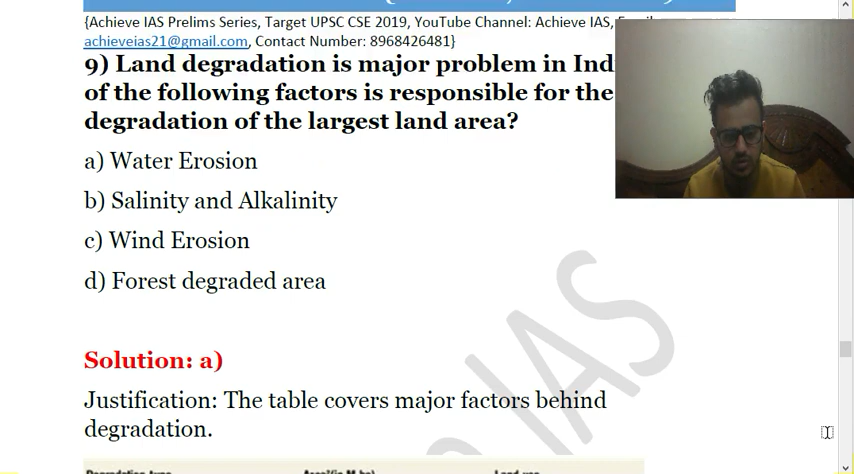 {Achieve IAS Prelims Series, Target UPSC CSE 2019, YouTube Channel: Achieve IAS,
achieveias21@gmail.com, Contact Number: 8968426481}
9) Land degradation is major problem in Ind
of the following factors is responsible for the
degradation of the largest land area?
a) Water Erosion
b) Salinity and Alkalinity
c) Wind Erosion
d) Forest degraded area
Solution: a)
Justification: The table covers major factors behind
degradation.
IAS